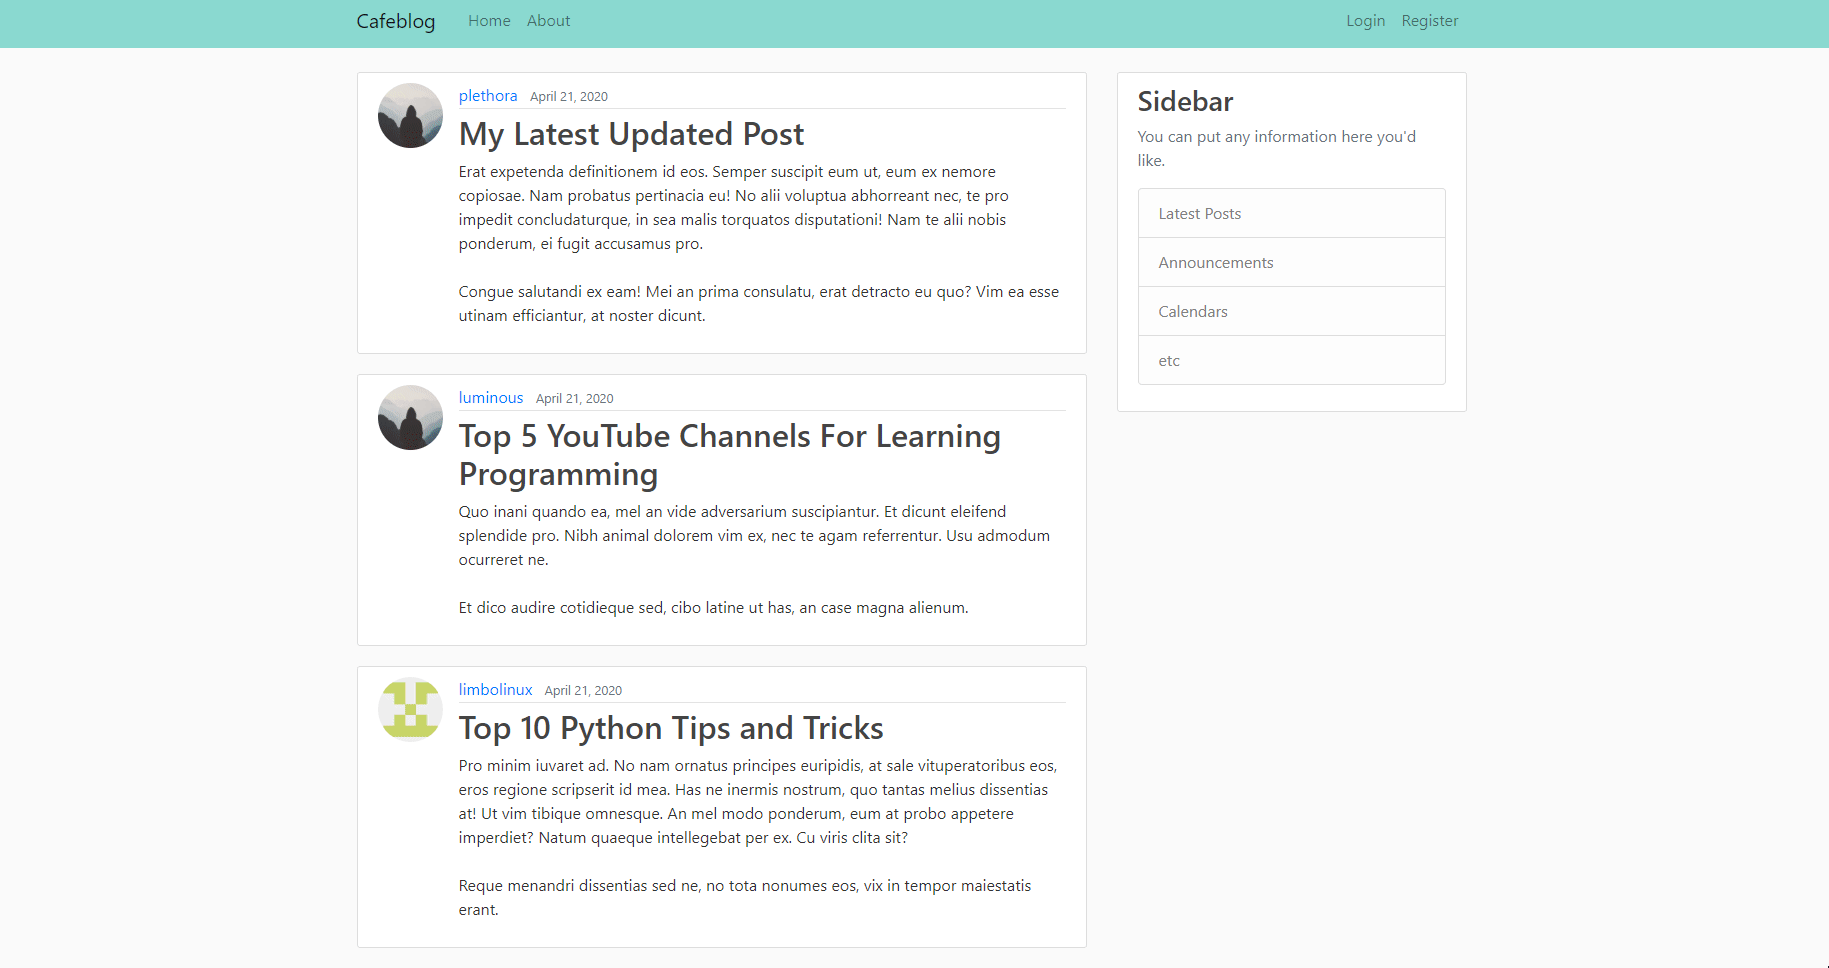 Cafeblog Home About Login Register
plethora April 21, 2020
My Latest Updated Post
Erat expetenda definitionem id eos. Semper suscipit eum ut, eum ex nemore
copiosae. Nam probatus pertinacia eu! No alii voluptua abhorreant nec, te pro
impedit concludaturque, in sea malis torquatos disputationi! Nam te alii nobis
ponderum, ei fugit accusamus pro.
Congue salutandi ex eam! Mei an prima consulatu, erat detracto eu quo? Vim ea esse
utinam efficiantur, at noster dicunt.
luminous April 21, 2020
Top 5 YouTube Channels For Learning
Programming
Quo inani quando ea, mel an vide adversarium suscipiantur. Et dicunt eleifend
splendide pro. Nibh animal dolorem vim ex, nec te agam referrentur. Usu admodum
ocurreret ne.
Et dico audire cotidieque sed, cibo latine ut has, an case magna alienum.
limbolinux April 21, 2020
Top 10 Python Tips and Tricks
Pro minim iuvaret ad. No nam ornatus principes euripidis, at sale vituperatoribus eos,
eros regione scripserit id mea. Has ne inermis nostrum, quo tantas melius dissentias
at! Ut vim tibique omnesque. An mel modo ponderum, eum at probo appetere
imperdiet? Natum quaeque intellegebat per ex. Cu viris clita sit?
Reque menandri dissentias sed ne, no tota nonumes eos, vix in tempor maiestatis
erant.
Sidebar
You can put any information here you'd
like.
Latest Posts
Announcements
Calendars
etc